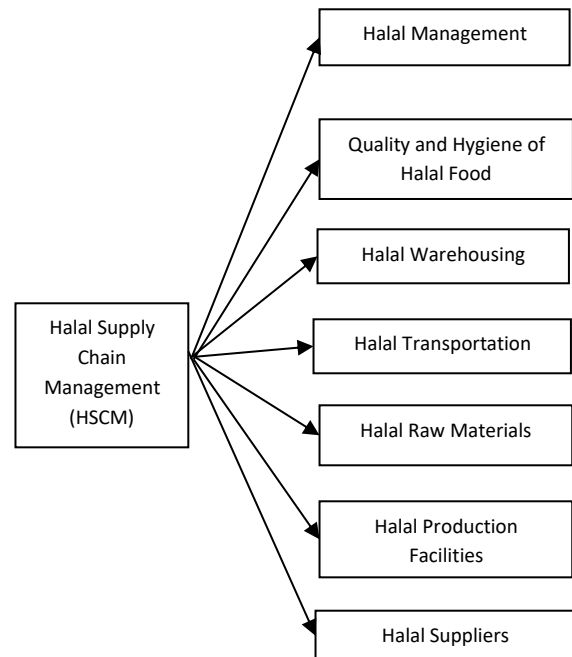 Halal Management
Quality and Hygiene of
Halal Food
Halal Warehousing
Halal Supply
Chain
Management
(HSCM)
Halal Transportation
Halal Raw Materials
Halal Production
Facilities
Halal Suppliers